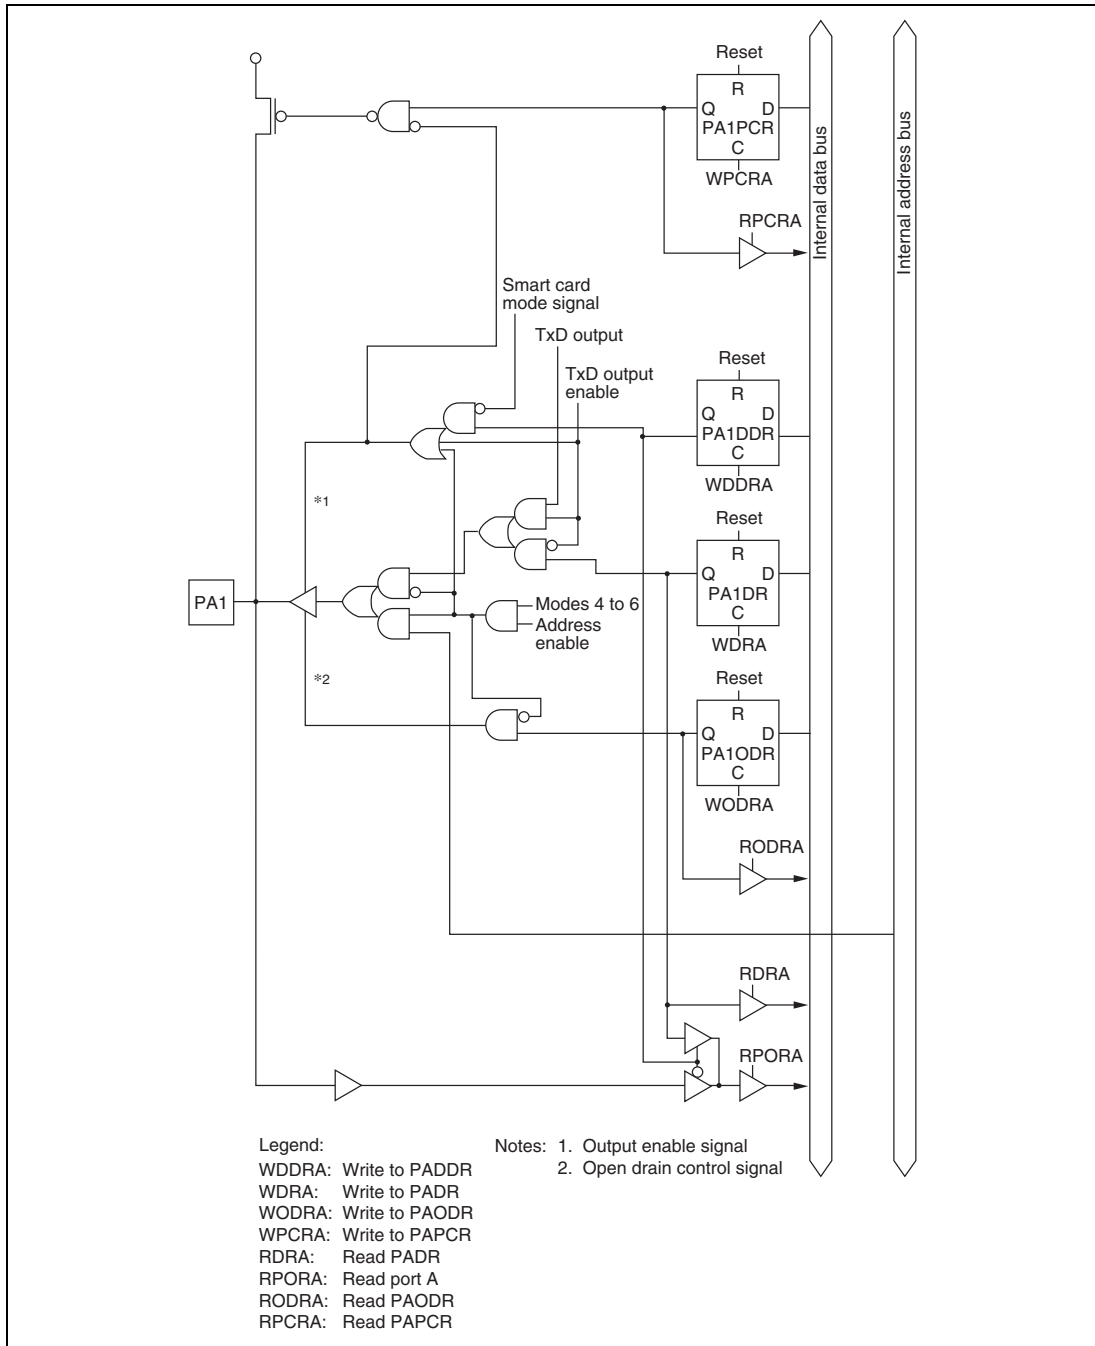 Reset
R
Q D
PA1PCR
C
WPCRA
Internal data bus
Internal address bus
RPCRA
Smart card
mode signal
TxD output
TxD output
enable
Reset
R
Q D
PA1DDR
C
WDDRA
*1
Reset
R
Q D
PA1DR
C
WDRA
PA1
Modes 4 to 6
Address
enable
*2
Reset
R
Q D
PA1ODR
C
WODRA
RODRA
RDRA
RPORA
Legend:
WDDRA: Write to PADDR
WDRA: Write to PADR
WODRA: Write to PAODR
WPCRA: Write to PAPCR
RDRA: Read PADR
RPORA: Read port A
RODRA: Read PAODR
RPCRA: Read PAPCR
Notes: 1. Output enable signal
2. Open drain control signal